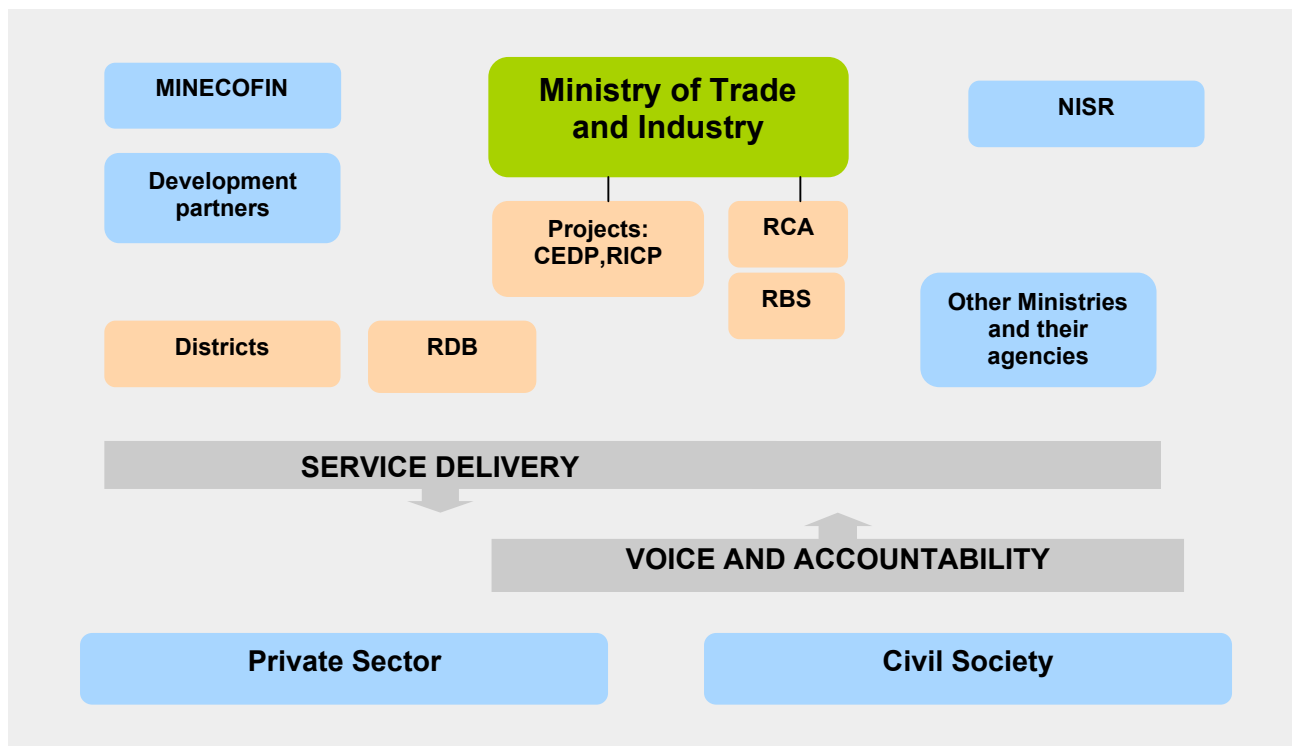 MINECOFIN
Ministry of Trade
and Industry
NISR
Development
partners
Projects:
CEDP,RICP
RCA
RBS
Other Ministries
and their
agencies
Districts
RDB
SERVICE DELIVERY
VOICE AND ACCOUNTABILITY
Private Sector
Civil Society